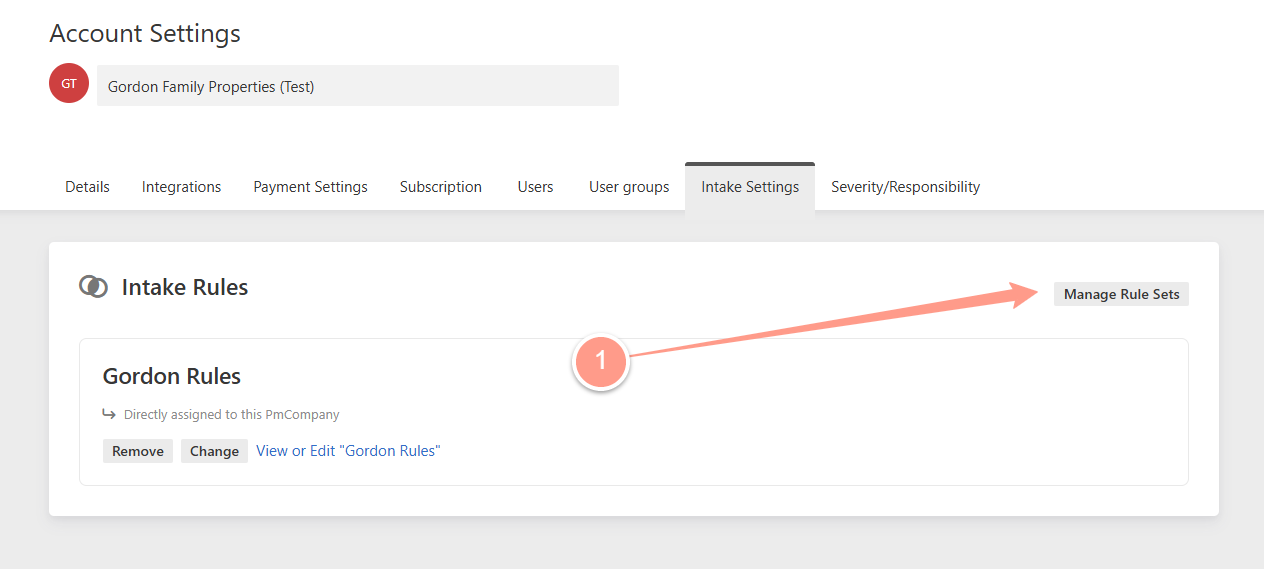 Account Settings
GT
Gordon Family Properties (Test)
Details Integrations Payment Settings Subscription Users User groups Intake Settings Severity/Responsibility
Intake Rules
Manage Rule Sets
1
Gordon Rules
Directly assigned to this PmCompany
Remove Change View or Edit "Gordon Rules"